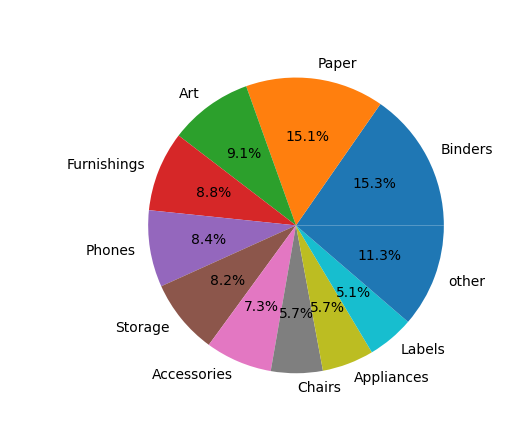 Paper
Art
Binders
15.1%
9.1%
Furnishings
15.3%
8.8%
Phones
8.4%
11.3%
8.2%
other
5.1%
7.3%
5.7%
5.7%
Storage
Labels
Accessories
Appliances
Chairs